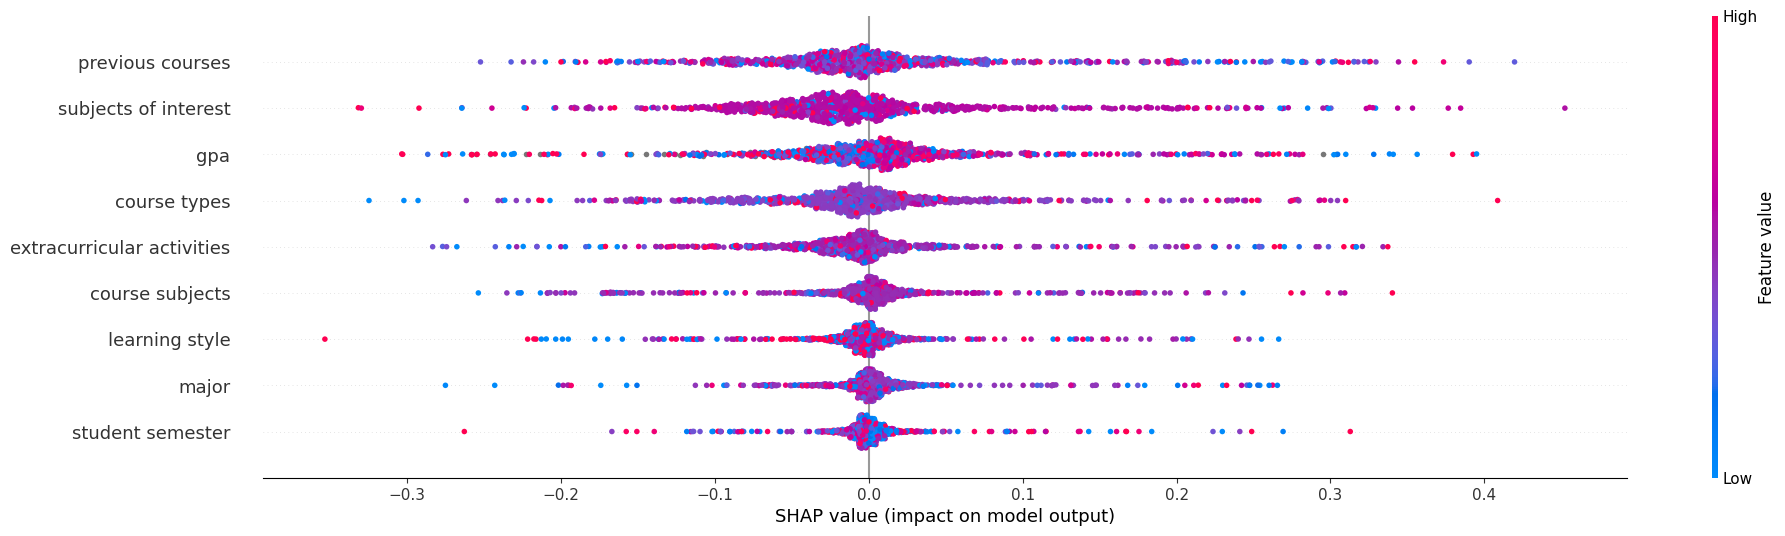 High
previous courses
subjects of interest
gpa
course types
extracurricular activities
course subjects
learning style
major
student semester
Feature value
Low
−0.3 −0.2 −0.1 0.0 0.1 0.2 0.3 0.4
SHAP value (impact on model output)